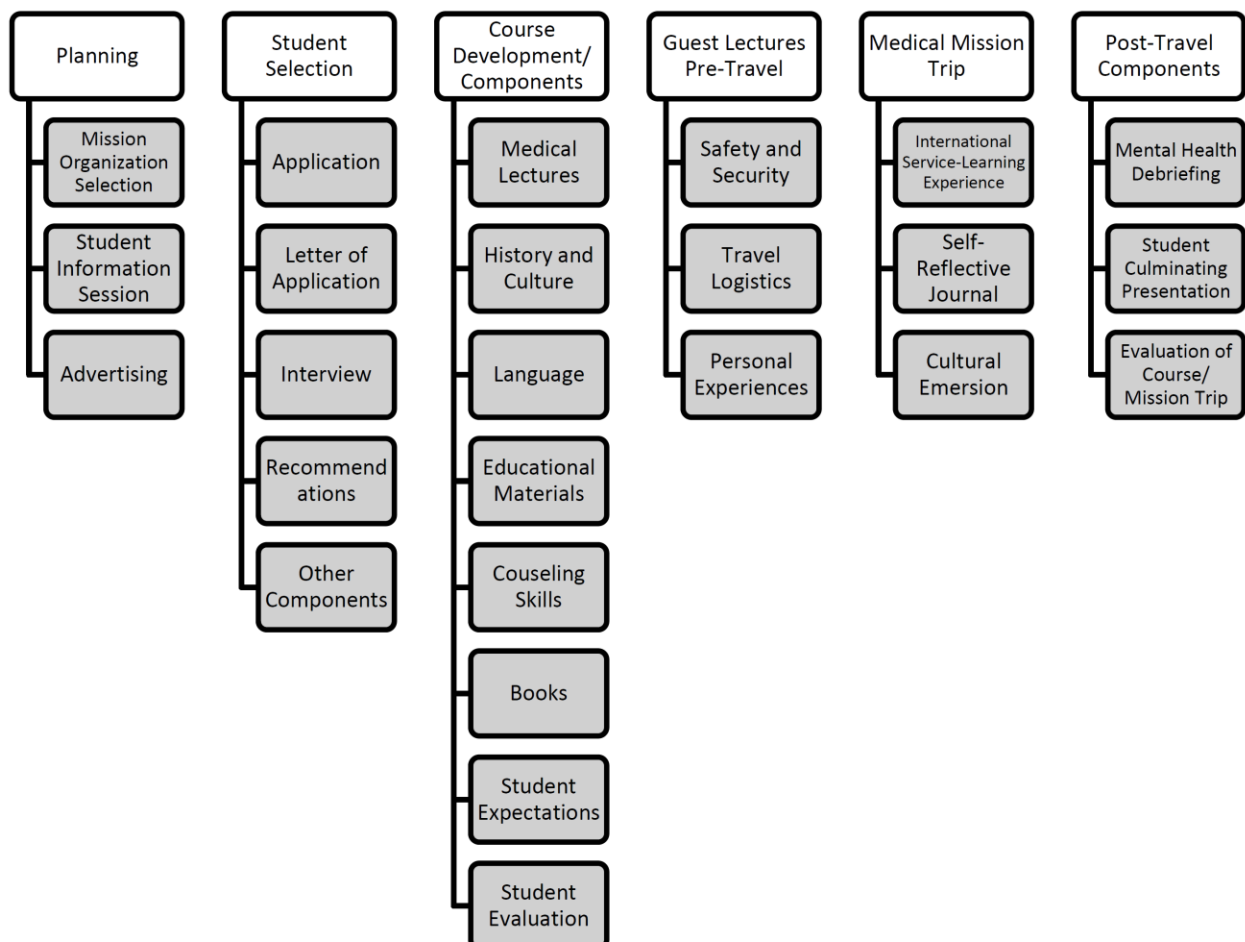 Planning
Mission
Organization
Selection
Student
Information
Session
Advertising
Student
Selection
Application
Letter of
Application
Interview
Recommend
ations
Other
Components
Course
Development/
Components
Medical
Lectures
History and
Culture
Language
Educational
Materials
Couseling
Skills
Books
Student
Expectations
Student
Evaluation
Guest Lectures
Pre-Travel
Safety and
Security
Travel
Logistics
Personal
Experiences
Medical Mission
Trip
International
Service-Learning
Experience
Self-
Reflective
Journal
Cultural
Emersion
Post-Travel
Components
Mental Health
Debriefing
Student
Culminating
Presentation
Evaluation of
Course/
Mission Trip